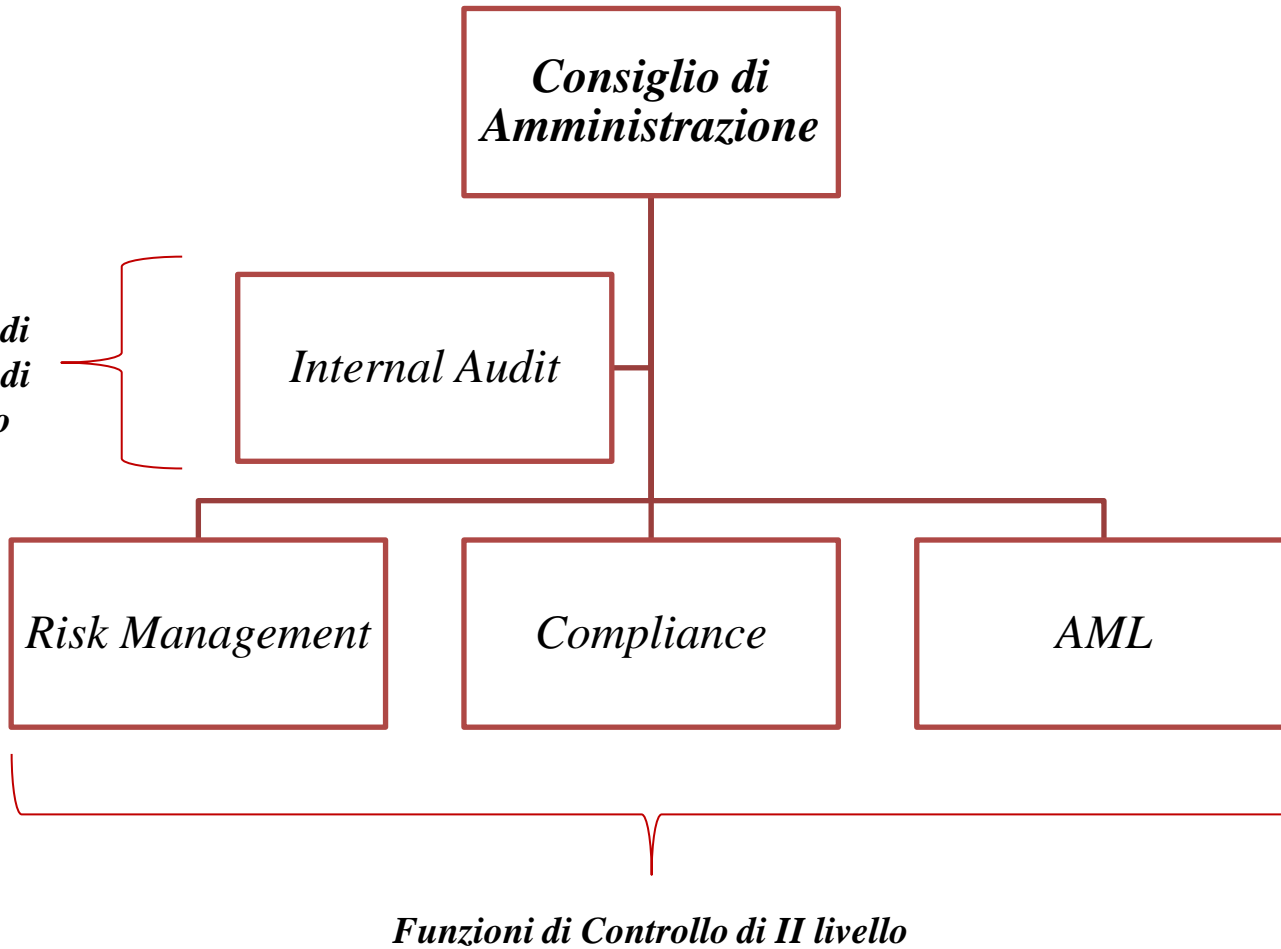 Consiglio di
Amministrazione
di
di
Internal Audit
Risk Management
Compliance
AML
Funzioni di Controllo di II livello